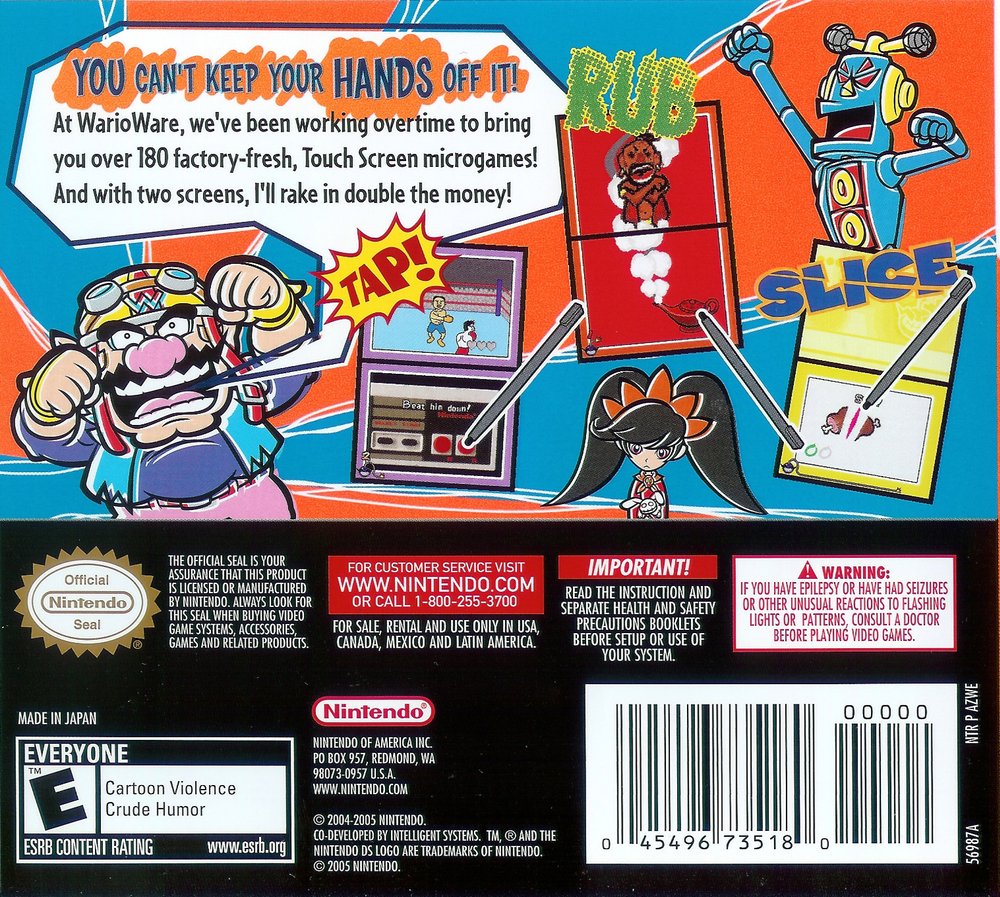 YOU CAN'T KEEP YOUR HANDS OFF IT!
At WarioWare, we've been working overtime to bring
you over 180 factory-fresh, Touch Screen microgames!
And with two screens, I'll rake in double the money!
RUB
TAP!
SLICE
W
Beat him down!
Nintendo
Official
Nintendo
Seal
®
THE OFFICIAL SEAL IS YOUR
ASSURANCE THAT THIS PRODUCT
IS LICENSED OR MANUFACTURED
BY NINTENDO. ALWAYS LOOK FOR
THIS SEAL WHEN BUYING VIDEO
GAME SYSTEMS, ACCESSORIES,
GAMES AND RELATED PRODUCTS.
FOR CUSTOMER SERVICE VISIT
WWW.NINTENDO.COM
OR CALL 1-800-255-3700
FOR SALE, RENTAL AND USE ONLY IN USA,
CANADA, MEXICO AND LATIN AMERICA.
IMPORTANT!
READ THE INSTRUCTION AND
SEPARATE HEALTH AND SAFETY
PRECAUTIONS BOOKLETS
BEFORE SETUP OR USE OF
YOUR SYSTEM.
WARNING:
IF YOU HAVE EPILEPSY OR HAVE HAD SEIZURES
OR OTHER UNUSUAL REACTIONS TO FLASHING
LIGHTS OR PATTERNS, CONSULT A DOCTOR
BEFORE PLAYING VIDEO GAMES.
MADE IN JAPAN
EVERYONE
TM
E
Cartoon Violence
Crude Humor
ESRB CONTENT RATING www.esrb.org
Nintendo®
NINTENDO OF AMERICA INC.
PO BOX 957, REDMOND, WA
98073-0957 U.S.A.
WWW.NINTENDO.COM
© 2004-2005 NINTENDO.
CO-DEVELOPED BY INTELLIGENT SYSTEMS. TM, ® AND THE
NINTENDO DS LOGO ARE TRADEMARKS OF NINTENDO.
© 2005 NINTENDO.
00000
0 45496 73518 0
NTR P AZWE
56987A